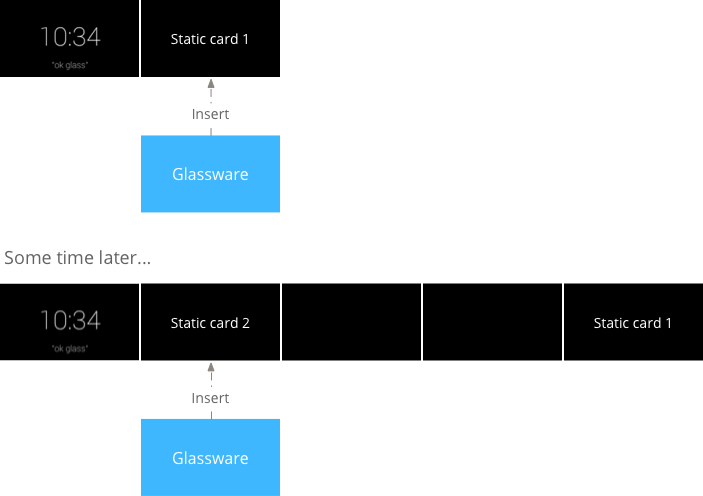 10:34
"ok glass"
Static card 1
Insert
Glassware
Some time later...
10:34
"ok glass"
Static card 2
Static card 1
Insert
Glassware